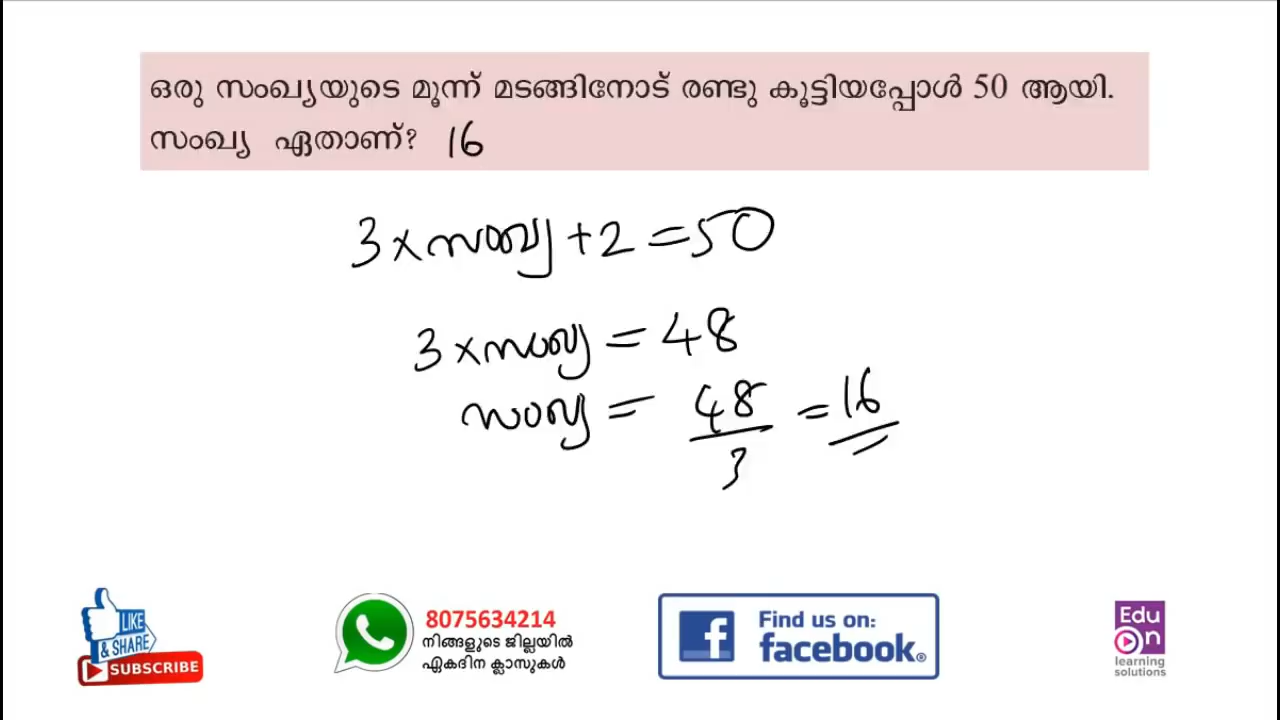 ഒരു സംഖ്യയുടെ മൂന്ന് മടങ്ങിനോട് രണ്ടു കൂട്ടിയപ്പോൾ 50 ആയി.
സംഖ്യ ഏതാണ്? 16
3 × സംഖ്യ + 2 = 50
3 × സംഖ്യ = 48
സംഖ്യ = 48/3 = 16
LIKE
& SHARE
SUBSCRIBE
8075634214
നിങ്ങളുടെ ജില്ലയിൽ
ഏകദിന ക്ലാസുകൾ
Find us on:
facebook®
Edu
On
learning
solutions